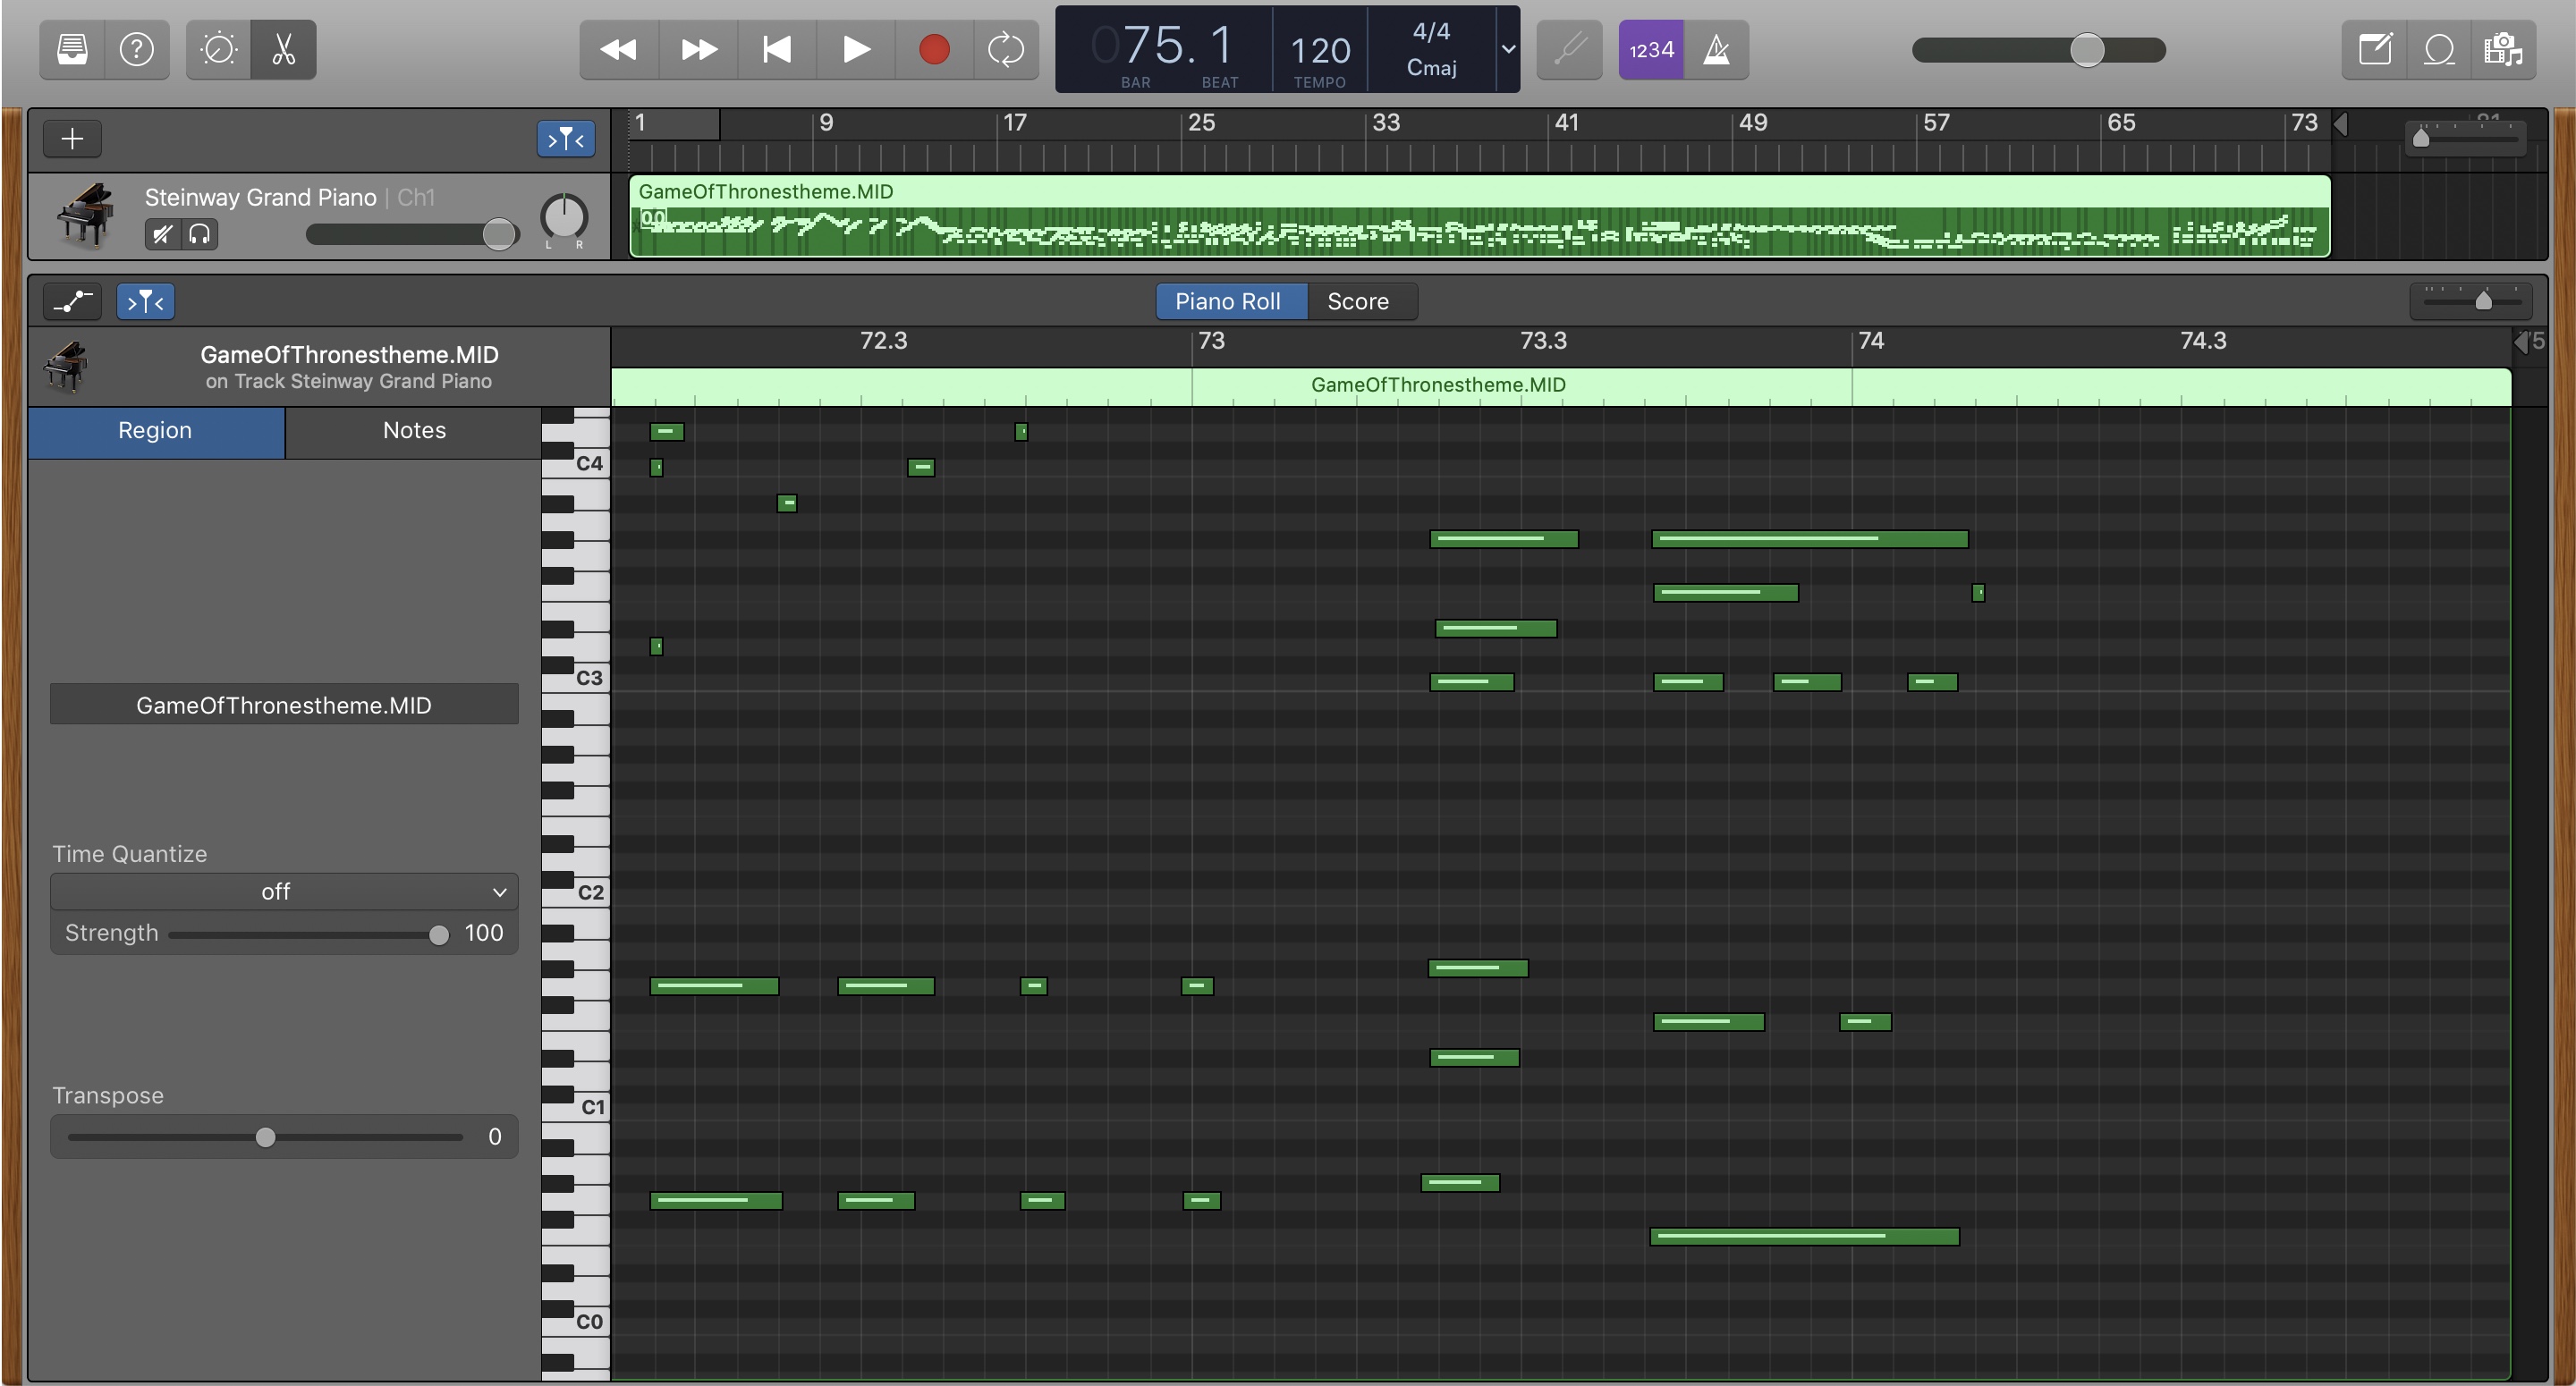 075. 1
BAR BEAT
120
TEMPO
4/4
Cmaj
1234
1 9 17 25 33 41 49 57 65 73 81
Steinway Grand Piano | Ch1
L R
GameOfThronestheme.MID
Piano Roll Score
GameOfThronestheme.MID
on Track Steinway Grand Piano
72.3 73 73.3 74 74.3 75
GameOfThronestheme.MID
Region Notes
C4
C3
GameOfThronestheme.MID
Time Quantize
off
C2
Strength 100
Transpose
C1
0
C0